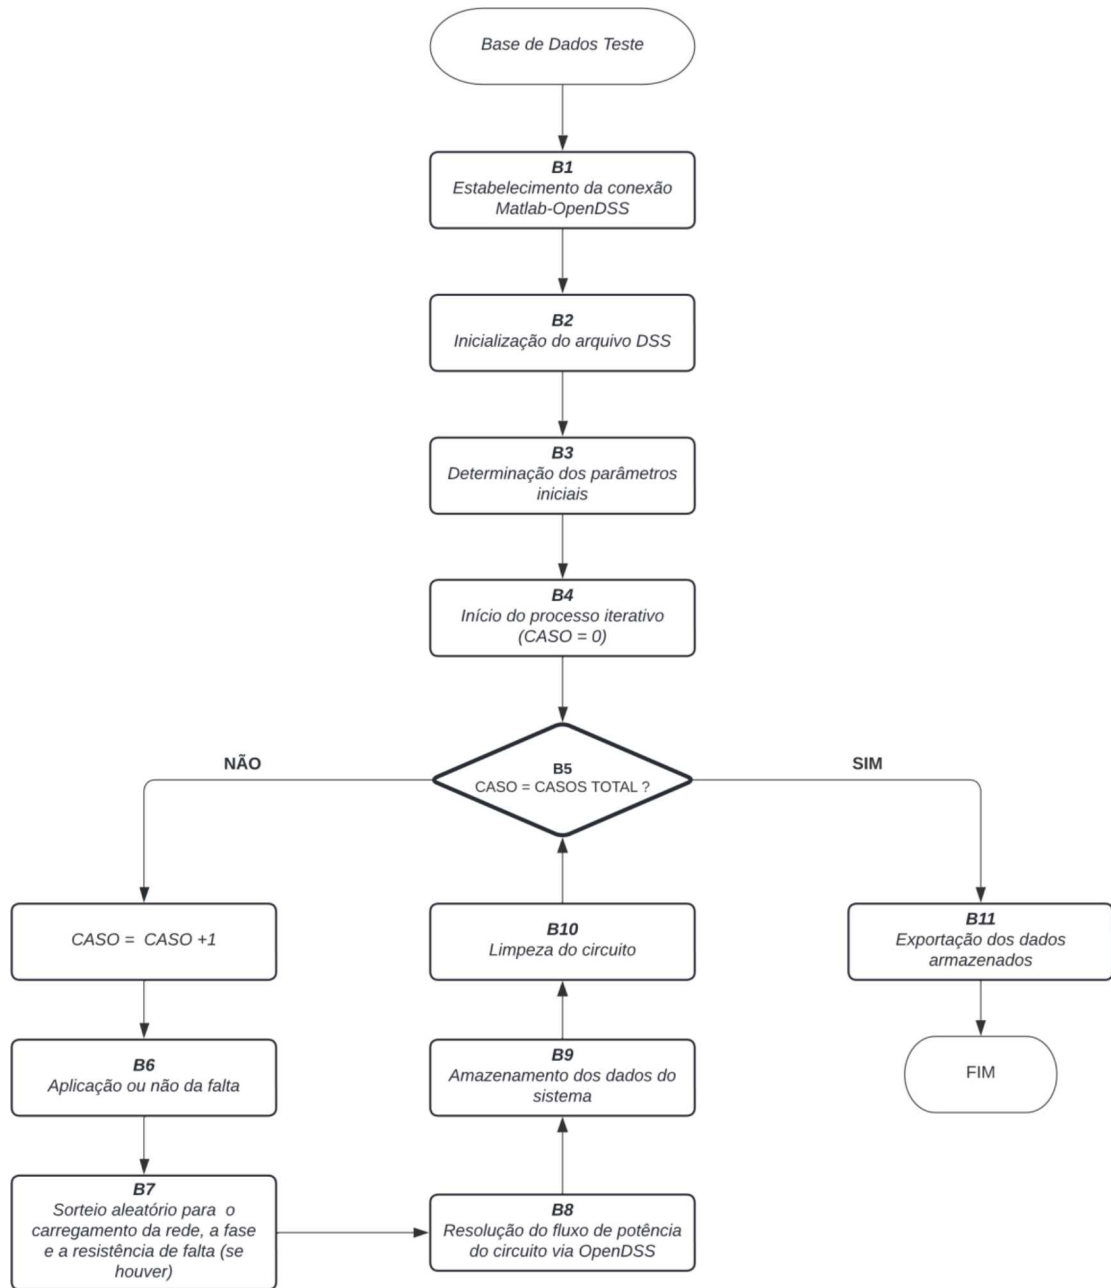 Base de Dados Teste
B1
Estabelecimento da conexão
Matlab-OpenDSS
B2
Inicialização do arquivo DSS
B3
Determinação dos parâmetros
iniciais
B4
Início do processo iterativo
(CASO = 0)
B5
CASO = CASOS TOTAL ?
NÃO
SIM
CASO =  CASO +1
B6
Aplicação ou não da falta
B7
Sorteio aleatório para  o
carregamento da rede, a fase
e a resistência de falta (se
houver)
B8
Resolução do fluxo de potência
do circuito via OpenDSS
B9
Amazenamento dos dados do
sistema
B10
Limpeza do circuito
B11
Exportação dos dados
armazenados
FIM